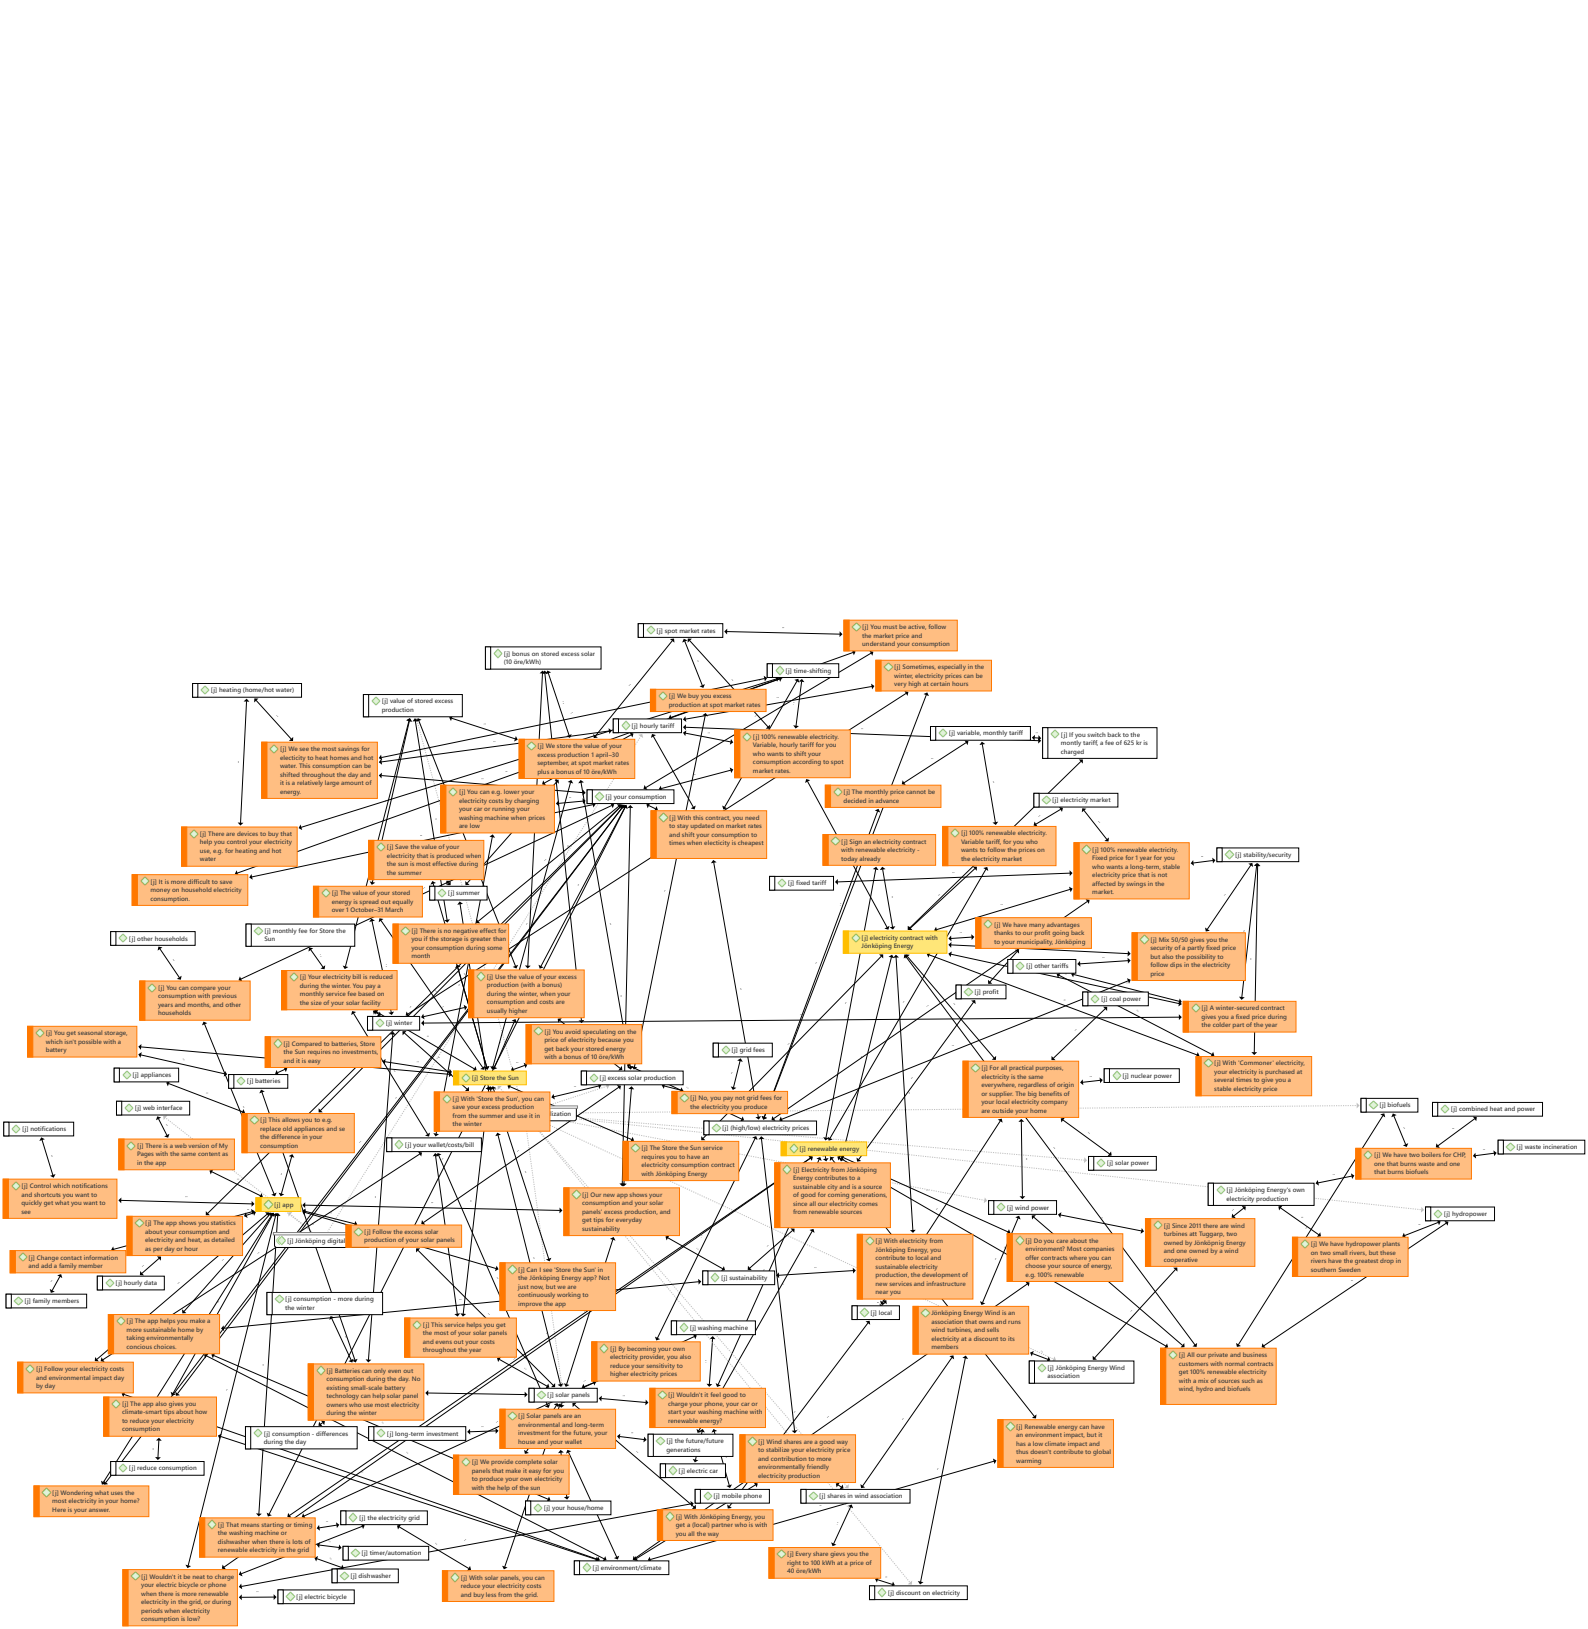 [j] spot market rates
[j] You must be active, follow
the market price and
understand your consumption
[j] bonus on stored excess solar
(10 öre/kWh)
[j] time-shifting
[j] Sometimes, especially in the
winter, electricity prices can be
very high at certain hours
[j] heating (home/hot water)
[j] value of stored excess
production
[j] We buy you excess
production at spot market rates
[j] hourly tariff
[j] variable, monthly tariff
[j] If you switch back to the
montly tariff, a fee of 625 kr is
charged
[j] We see the most savings for
electicity to heat homes and hot
water. This consumption can be
shifted throughout the day and
it is a relatively large amount of
energy.
[j] We store the value of your
excess production 1 april–30
september, at spot market rates
plus a bonus of 10 öre/kWh
[j] 100% renewable electricity.
Variable, hourly tariff for you
who wants to shift your
consumption according to spot
market rates.
[j] You can e.g. lower your
electricity costs by charging
your car or running your
washing machine when prices
are low
[j] your consumption
[j] The monthly price cannot be
decided in advance
[j] electricity market
[j] There are devices to buy that
help you control your electricity
use, e.g. for heating and hot
water
[j] With this contract, you need
to stay updated on market rates
and shift your consumption to
times when electicity is cheapest
[j] Sign an electricity contract
with renewable electricity -
today already
[j] 100% renewable electricity.
Variable tariff, for you who
wants to follow the prices on
the electricity market
[j] 100% renewable electricity.
Fixed price for 1 year for you
who wants a long-term, stable
electricity price that is not
affected by swings in the
market.
[j] stability/security
[j] Save the value of your
electricity that is produced when
the sun is most effective during
the summer
[j] It is more difficult to save
money on household electricity
consumption.
[j] fixed tariff
[j] The value of your stored
energy is spread out equally
over 1 October–31 March
[j] summer
[j] other households
[j] monthly fee for Store the
Sun
[j] There is no negative effect for
you if the storage is greater than
your consumption during some
month
[j] electricity contract with
Jönköping Energy
[j] We have many advantages
thanks to our profit going back
to your municipality, Jönköping
[j] Mix 50/50 gives you the
security of a partly fixed price
but also the possibility to
follow dips in the electricity
price
[j] other tariffs
[j] You can compare your
consumption with previous
years and months, and other
households
[j] Your electricity bill is reduced
during the winter. You pay a
monthly service fee based on
the size of your solar facility
[j] Use the value of your excess
production (with a bonus)
during the winter, when your
consumption and costs are
usually higher
[j] profit
[j] coal power
[j] A winter-secured contract
gives you a fixed price during
the colder part of the year
[j] winter
[j] You get seasonal storage,
which isn't possible with a
battery
[j] Compared to batteries, Store
the Sun requires no investments,
and it is easy
[j] You avoid speculating on the
price of electricity because you
get back your stored energy
with a bonus of 10 öre/kWh
[j] grid fees
[j] With 'Commoner' electricity,
your electricity is purchased at
several times to give you a
stable electricity price
[j] appliances
[j] batteries
[j] Store the Sun
[j] excess solar production
[j] For all practical purposes,
electricity is the same
everywhere, regardless of origin
or supplier. The big benefits of
your local electricity company
are outside your home
[j] nuclear power
[j] web interface
[j] With 'Store the Sun', you can
save your excess production
from the summer and use it in
the winter
lization
[j] No, you pay not grid fees for
the electricity you produce
[j] biofuels
[j] combined heat and power
[j] notifications
[j] This allows you to e.g.
replace old appliances and se
the difference in your
consumption
[j] (high/low) electricity prices
[j] There is a web version of My
Pages with the same content as
in the app
[j] your wallet/costs/bill
[j] The Store the Sun service
requires you to have an
electricity consumption contract
with Jönköping Energy
[j] renewable energy
[j] waste incineration
[j] We have two boilers for CHP,
one that burns waste and one
that burns biofuels
[j] solar power
[j] Control which notifications
and shortcuts you want to
quickly get what you want to
see
[j] app
[j] Our new app shows your
consumption and your solar
panels' excess production, and
get tips for everyday
sustainability
[j] Electricity from Jönköping
Energy contributes to a
sustainable city and is a source
of good for coming generations,
since all our electricity comes
from renewable sources
[j] wind power
[j] Jönköping Energy's own
electricity production
[j] hydropower
[j] The app shows you statistics
about your consumption and
electricity and heat, as detailed
as per day or hour
[j] Jönköping digital
[j] Follow the excess solar
production of your solar panels
[j] Since 2011 there are wind
turbines att Tuggarp, two
owned by Jönköpnig Energy
and one owned by a wind
cooperative
[j] Change contact information
and add a family member
[j] With electricity from
Jönköping Energy, you
contribute to local and
sustainable electricity
production, the development of
new services and infrastructure
near you
[j] Do you care about the
environment? Most companies
offer contracts where you can
choose your source of energy,
e.g. 100% renewable
[j] We have hydropower plants
on two small rivers, but these
rivers have the greatest drop in
southern Sweden
[j] hourly data
[j] Can I see 'Store the Sun' in
the Jönköping Energy app? Not
just now, but we are
continuously working to
improve the app
[j] sustainability
[j] family members
[j] consumption - more during
the winter
[j] local
[j] The app helps you make a
more sustainable home by
taking environmentally
concious choices.
[j] This service helps you get
the most of your solar panels
and evens out your costs
throughout the year
[j] washing machine
Jönköping Energy Wind is an
association that owns and runs
wind turbines, and sells
electricity at a discount to its
members
[j] By becoming your own
electricity provider, you also
reduce your sensitivity to
higher electricity prices
[j] Follow your electricity costs
and environmental impact day
by day
[j] Batteries can only even out
consumption during the day. No
existing small-scale battery
technology can help solar panel
owners who use most electricity
during the winter
[j] Jönköping Energy Wind
association
[j] All our private and business
customers with normal contracts
get 100% renewable electricity
with a mix of sources such as
wind, hydro and biofuels
[j] solar panels
[j] Wouldn't it feel good to
charge your phone, your car or
start your washing machine with
renewable energy?
[j] The app also gives you
climate-smart tips about how
to reduce your electricity
consumption
[j] consumption - differences
during the day
[j] long-term investment
[j] Solar panels are an
environmental and long-term
investment for the future, your
house and your wallet
[j] the future/future
generations
[j] Wind shares are a good way
to stabilize your electricity price
and contribution to more
environmentally friendly
electricity production
[j] Renewable energy can have
an environment impact, but it
has a low climate impact and
thus doesn't contribute to global
warming
[j] reduce consumption
[j] We provide complete solar
panels that make it easy for you
to produce your own electricity
with the help of the sun
[j] electric car
[j] Wondering what uses the
most electricity in your home?
Here is your answer.
[j] mobile phone
[j] shares in wind association
[j] your house/home
[j] That means starting or timing
the washing machine or
dishwasher when there is lots of
renewable electricity in the grid
[j] the electricity grid
[j] With Jönköping Energy, you
get a (local) partner who is with
you all the way
[j] timer/automation
[j] environment/climate
[j] Every share gievs you the
right to 100 kWh at a price of
40 öre/kWh
[j] Wouldn't it be neat to charge
your electric bicycle or phone
when there is more renewable
electricity in the grid, or during
periods when electricity
consumption is low?
[j] dishwasher
[j] electric bicycle
[j] With solar panels, you can
reduce your electricity costs
and buy less from the grid.
[j] discount on electricity